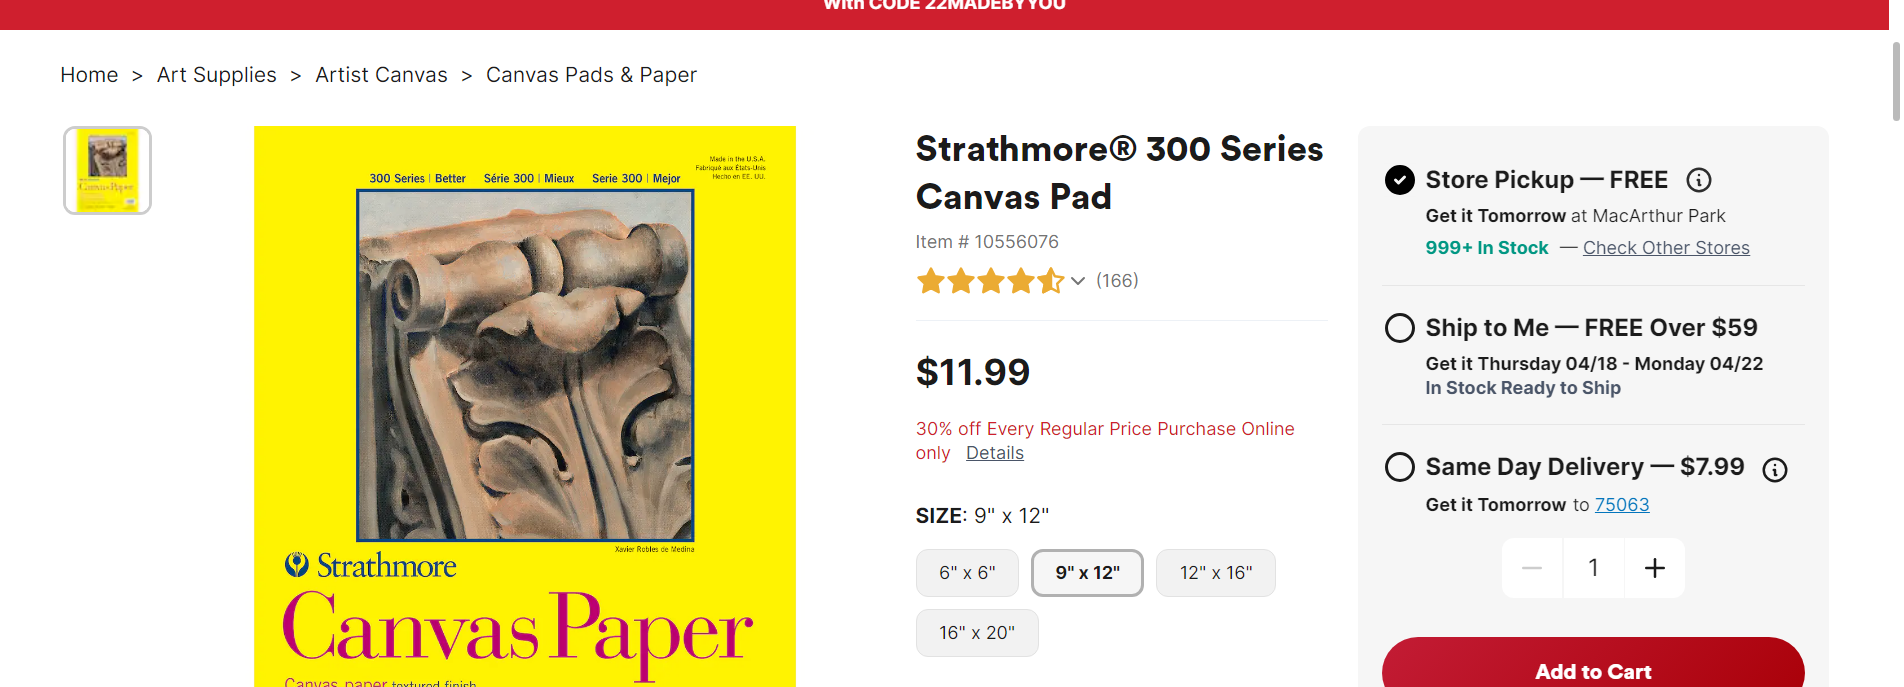 With CODE 22MADEBYYOU
Home > Art Supplies > Artist Canvas > Canvas Pads & Paper
Made in the U.S.A.
Fabriqué aux États-Unis
Hecho en EE. UU.
300 Series | Better Série 300 | Mieux Serie 300 | Mejor
Xavier Robles de Medina
Strathmore
Canvas Paper
Canvas paper textured finish
Strathmore® 300 Series
Canvas Pad
Item # 10556076
(166)
$11.99
30% off Every Regular Price Purchase Online
only Details
SIZE: 9" x 12"
6" x 6" 9" x 12" 12" x 16"
16" x 20"
Store Pickup — FREE
Get it Tomorrow at MacArthur Park
999+ In Stock — Check Other Stores
Ship to Me — FREE Over $59
Get it Thursday 04/18 - Monday 04/22
In Stock Ready to Ship
Same Day Delivery — $7.99
Get it Tomorrow to 75063
— 1 +
Add to Cart